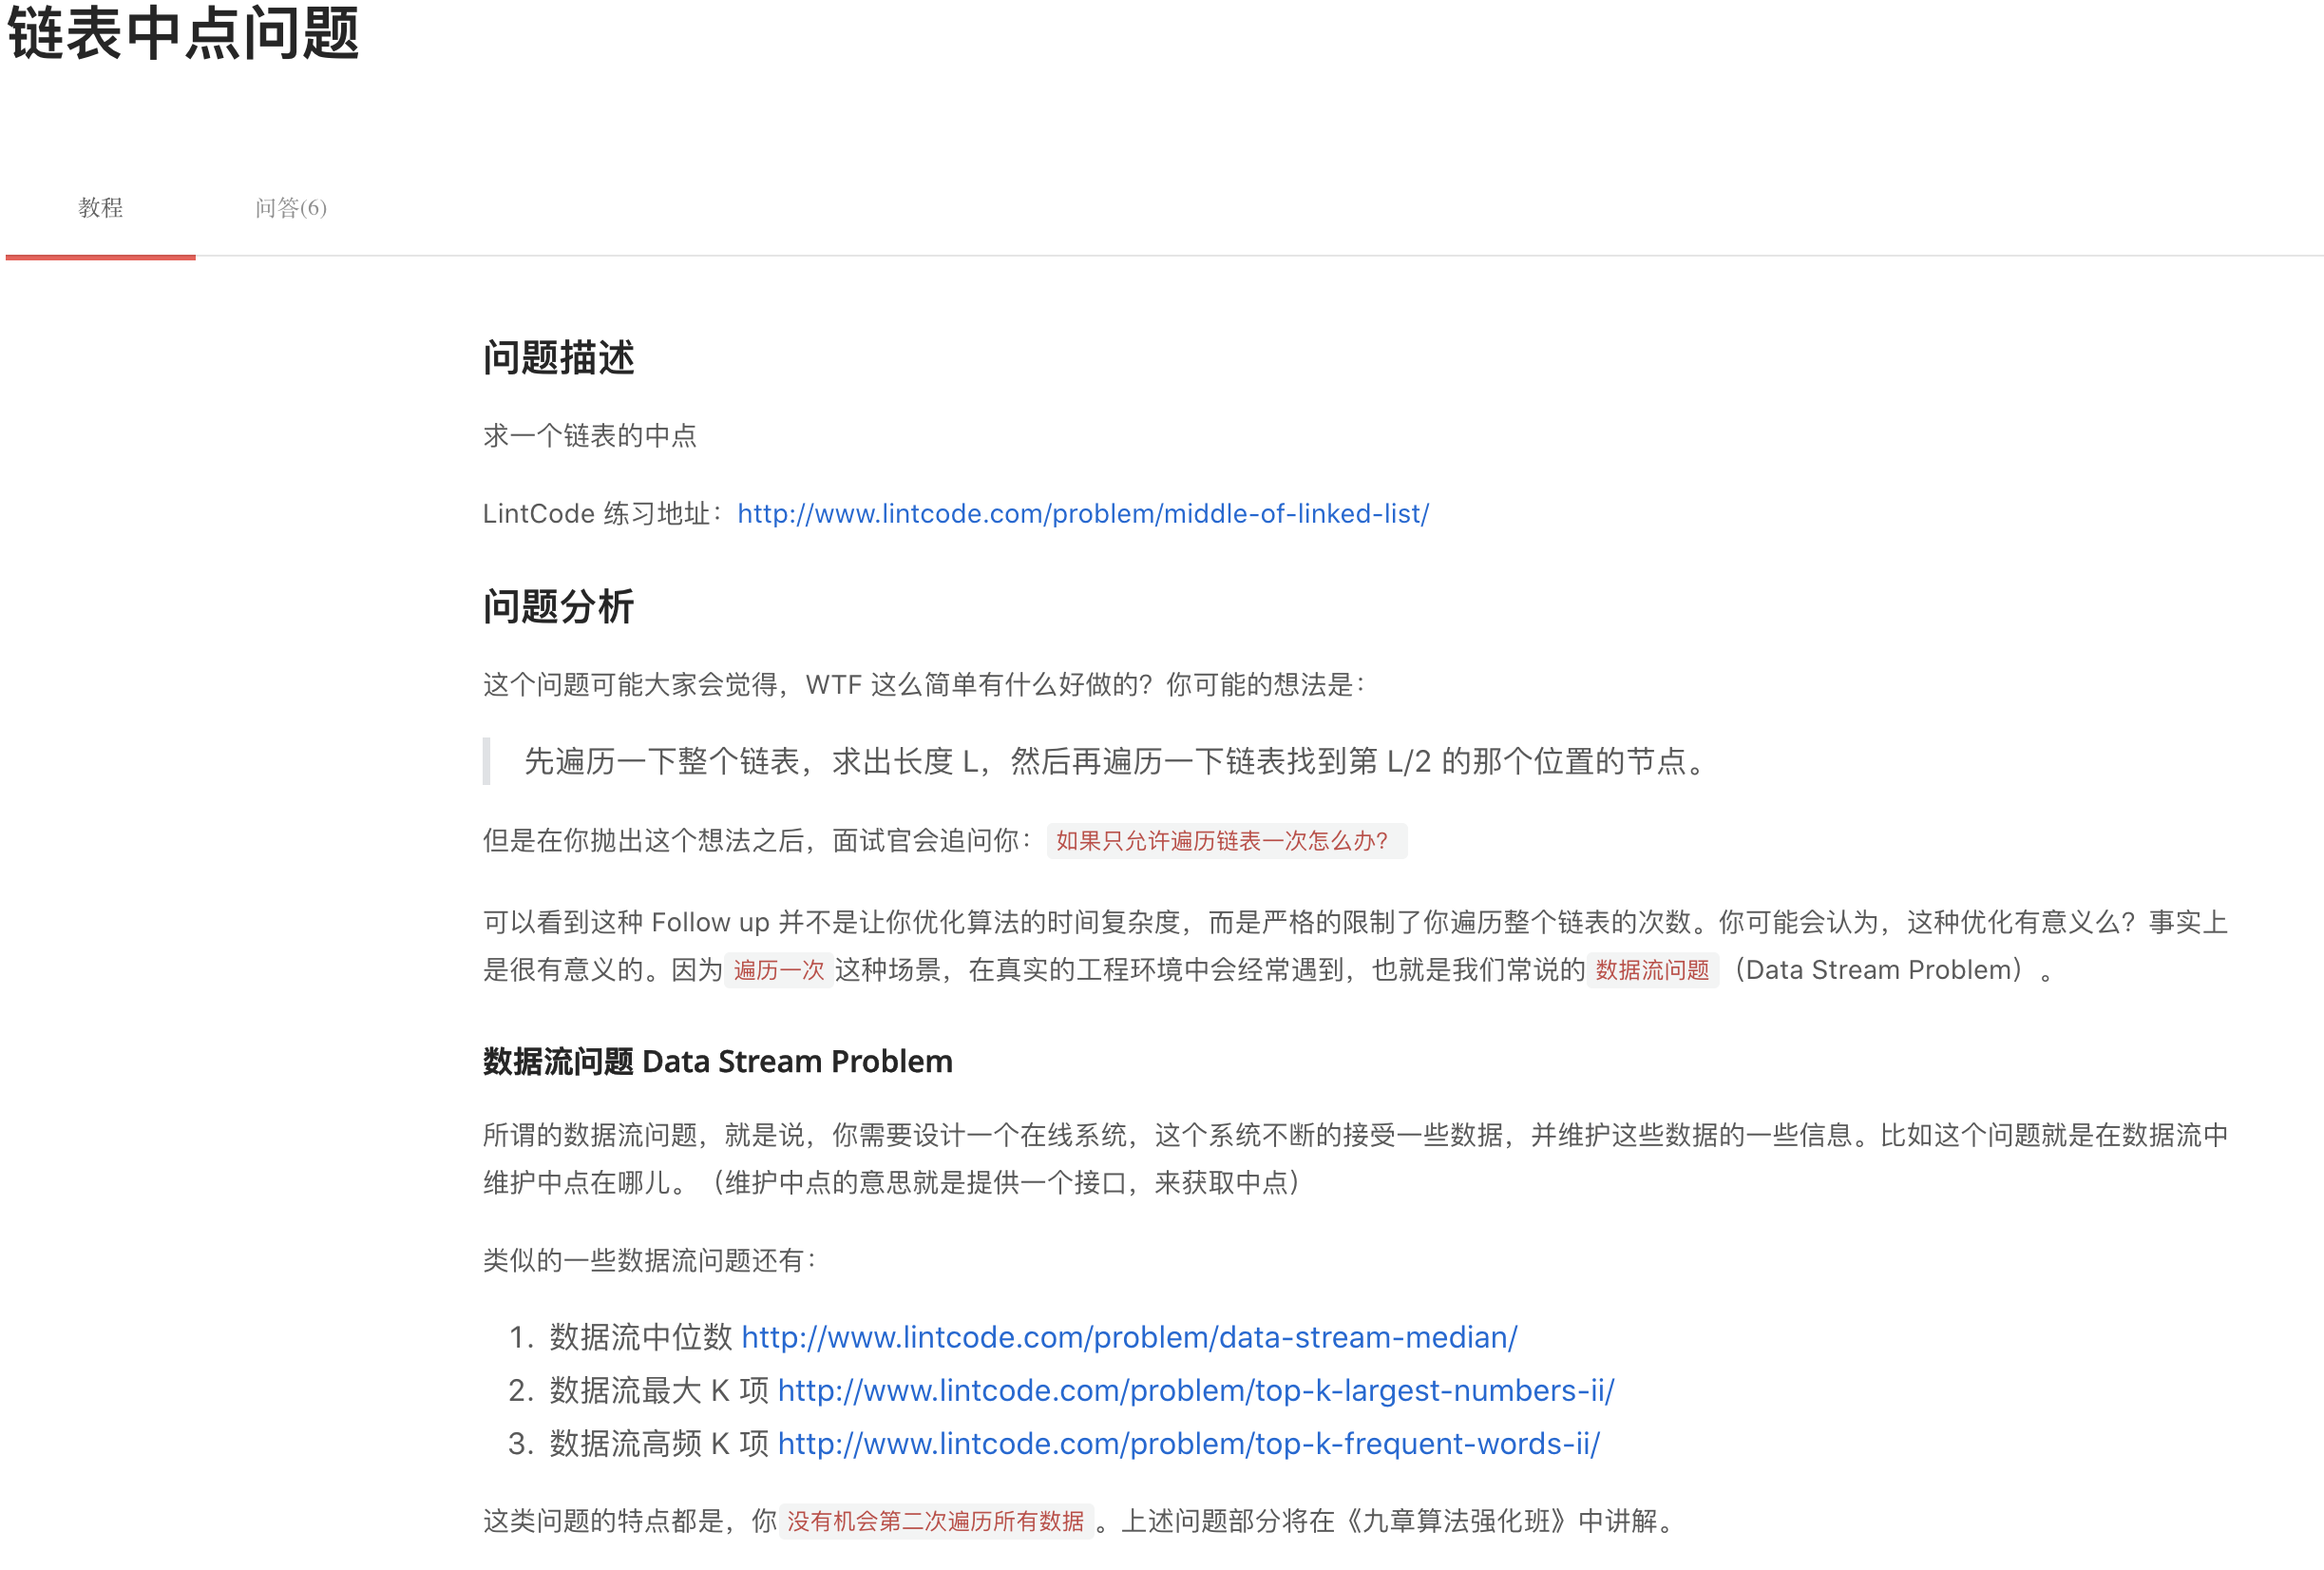 链表中点问题
教程
问答(6)
问题描述
求一个链表的中点
LintCode 练习地址：http://www.lintcode.com/problem/middle-of-linked-list/
问题分析
这个问题可能大家会觉得，WTF 这么简单有什么好做的？你可能的想法是：
先遍历一下整个链表，求出长度 L，然后再遍历一下链表找到第 L/2 的那个位置的节点。
但是在你抛出这个想法之后，面试官会追问你：如果只允许遍历链表一次怎么办？
可以看到这种 Follow up 并不是让你优化算法的时间复杂度，而是严格的限制了你遍历整个链表的次数。你可能会认为，这种优化有意义么？事实上
是很有意义的。因为遍历一次这种场景，在真实的工程环境中会经常遇到，也就是我们常说的数据流问题（Data Stream Problem）。
数据流问题 Data Stream Problem
所谓的数据流问题，就是说，你需要设计一个在线系统，这个系统不断的接受一些数据，并维护这些数据的一些信息。比如这个问题就是在数据流中
维护中点在哪儿。（维护中点的意思就是提供一个接口，来获取中点）
类似的一些数据流问题还有：
1. 数据流中位数 http://www.lintcode.com/problem/data-stream-median/
2. 数据流最大 K 项 http://www.lintcode.com/problem/top-k-largest-numbers-ii/
3. 数据流高频 K 项 http://www.lintcode.com/problem/top-k-frequent-words-ii/
这类问题的特点都是，你没有机会第二次遍历所有数据。上述问题部分将在《九章算法强化班》中讲解。